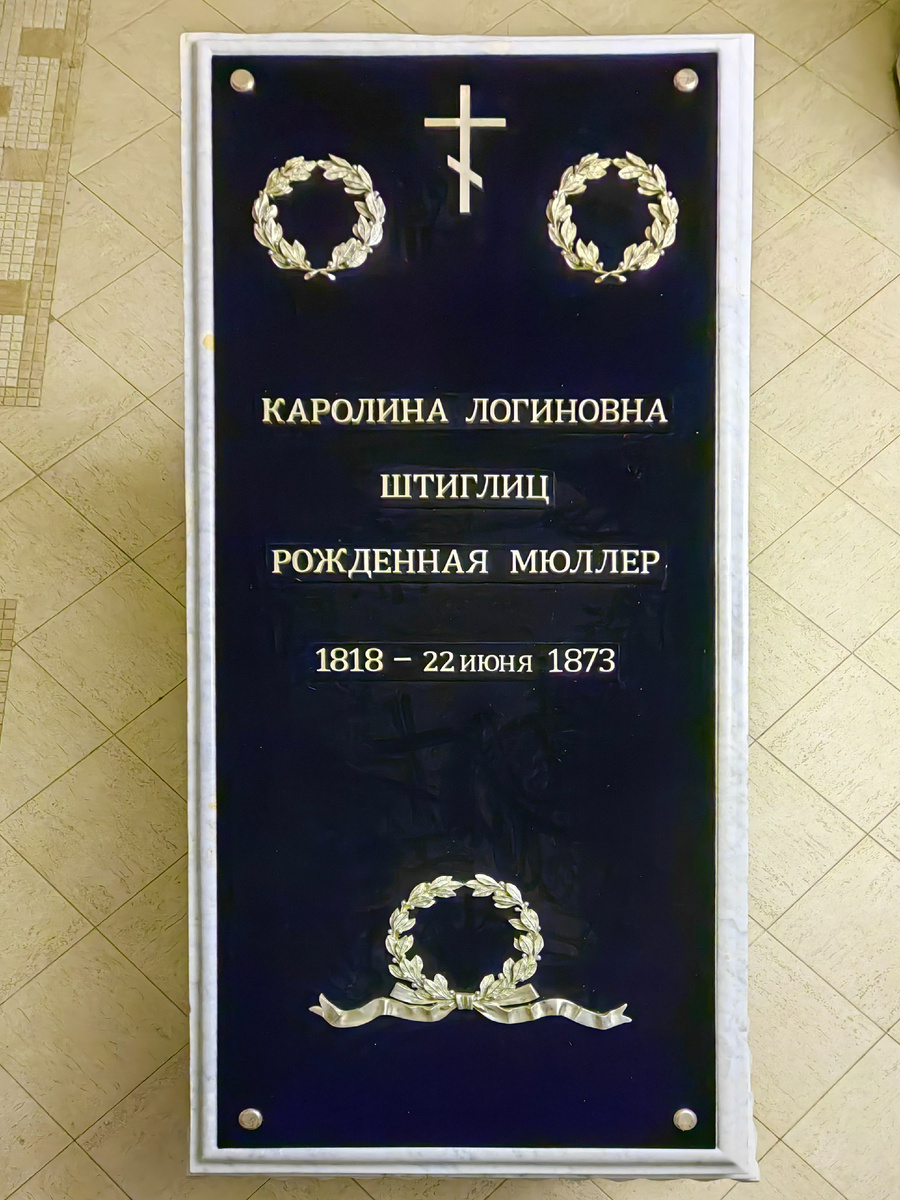 КАРОЛИНА ЛОГИНОВНА
ШТИГЛИЦ
РОЖДЕННАЯ МЮЛЛЕР
1818 – 22 ИЮНЯ 1873